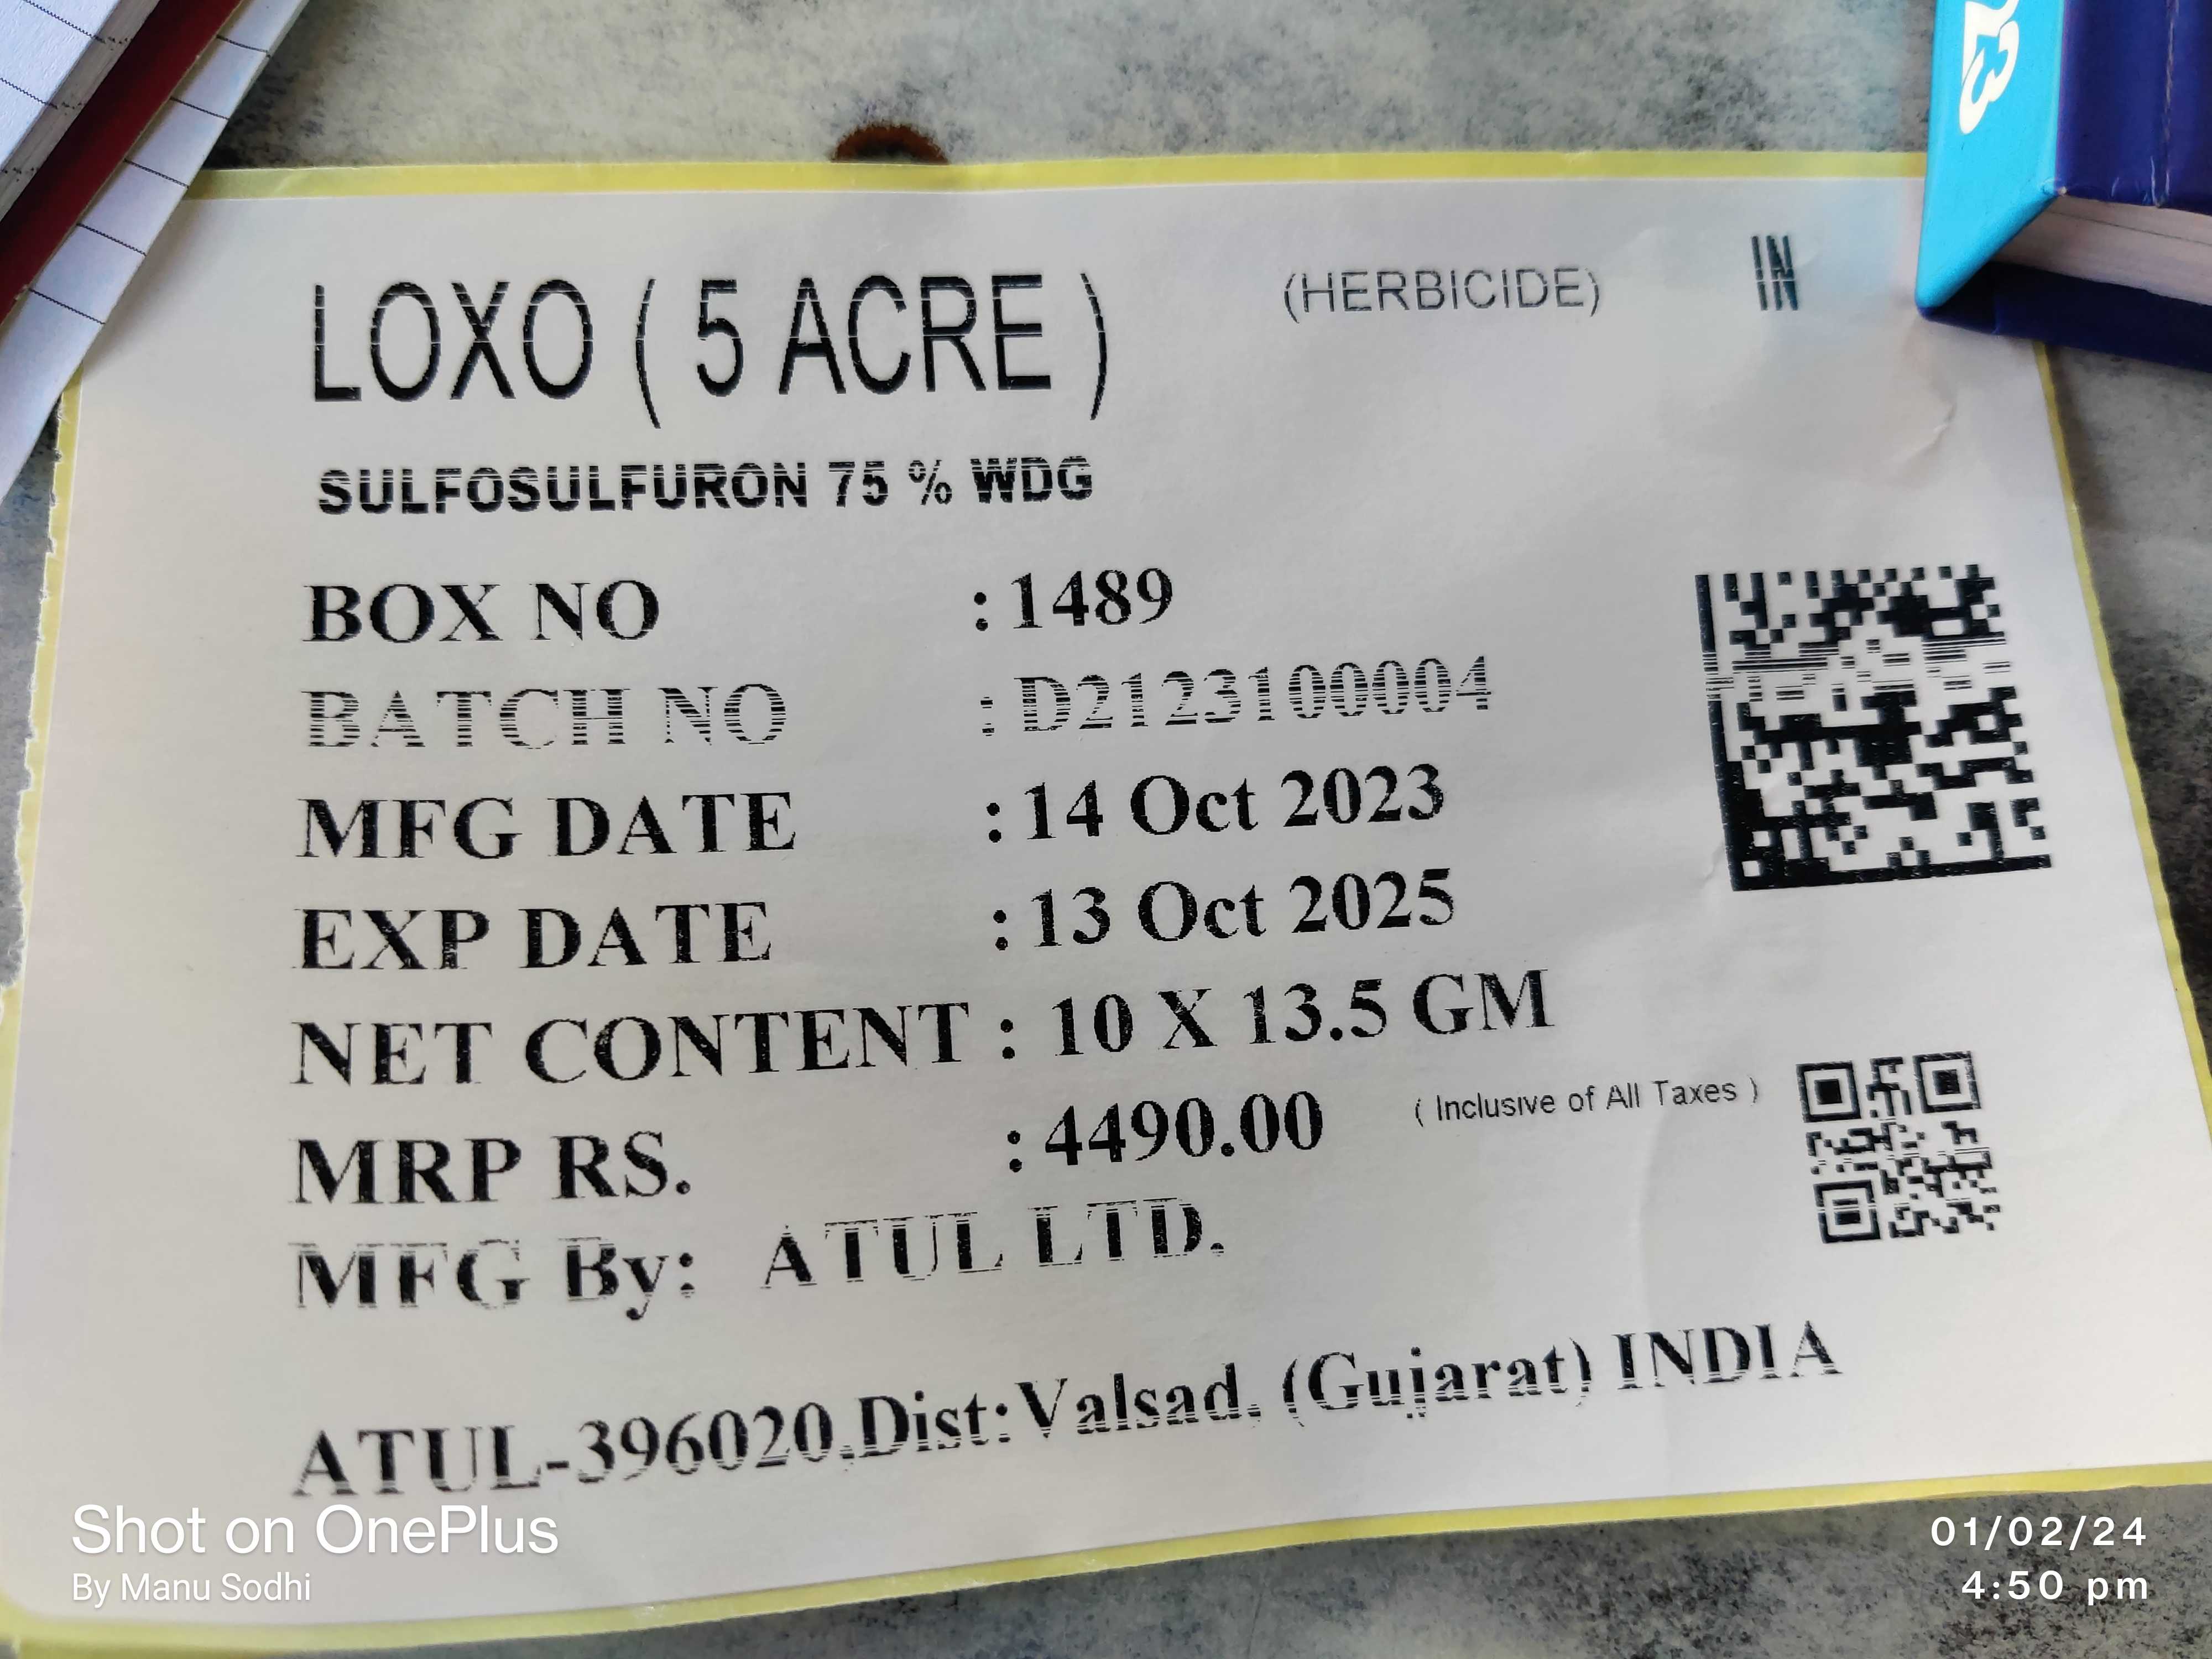 23
LOXO ( 5 ACRE ) (HERBICIDE) IN
SULFOSULFURON 75 % WDG
BOX NO : 1489
BATCH NO : D2123100004
MFG DATE : 14 Oct 2023
EXP DATE : 13 Oct 2025
NET CONTENT : 10 X 13.5 GM
MRP RS. : 4490.00 ( Inclusive of All Taxes )
MFG By: ATUL LTD.
ATUL-396020,Dist:Valsad. (Gujarat) INDIA
Shot on OnePlus
By Manu Sodhi
01/02/24
4:50 pm